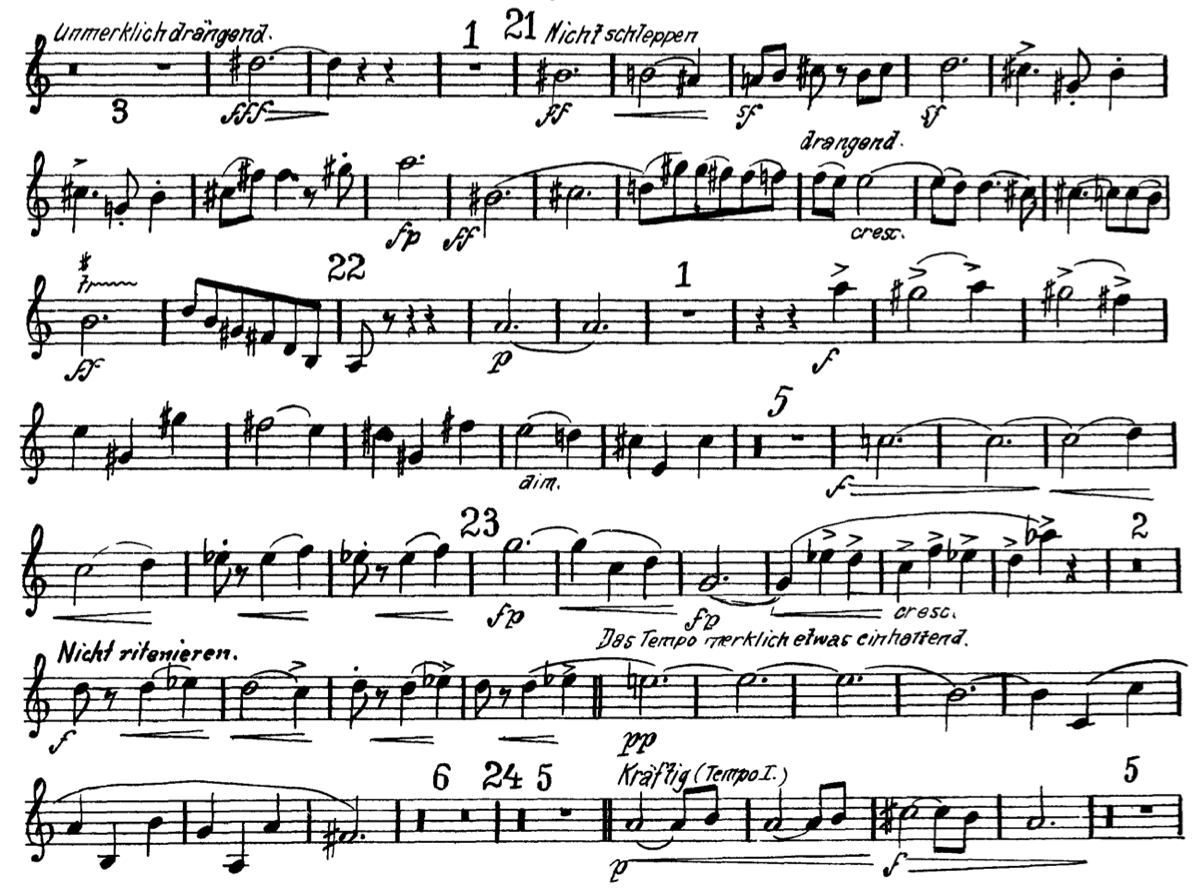 unmerklich drängend.
1 21 Nicht schleppen
3 fff ff sf sf
drängend.
fp ff cresc.
tr 22 1
ff p f
5
dim. f
23 2
fp fp cresc.
Nicht ritenieren. Das Tempo merklich etwas einhaltend.
f pp
6 24 5 Kräftig (Tempo I.) 5
p f